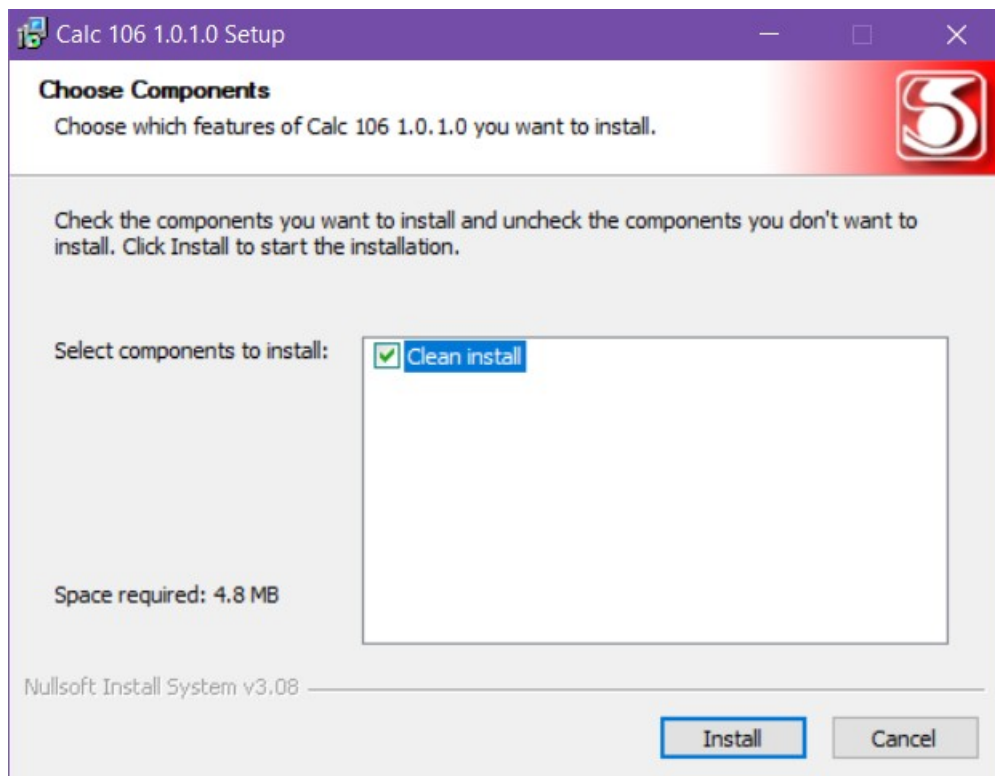 Calc 106 1.0.1.0 Setup
Choose Components
Choose which features of Calc 106 1.0.1.0 you want to install.
Check the components you want to install and uncheck the components you don't want to
install. Click Install to start the installation.
Select components to install:
Clean install
Space required: 4.8 MB
Nullsoft Install System v3.08
Install
Cancel